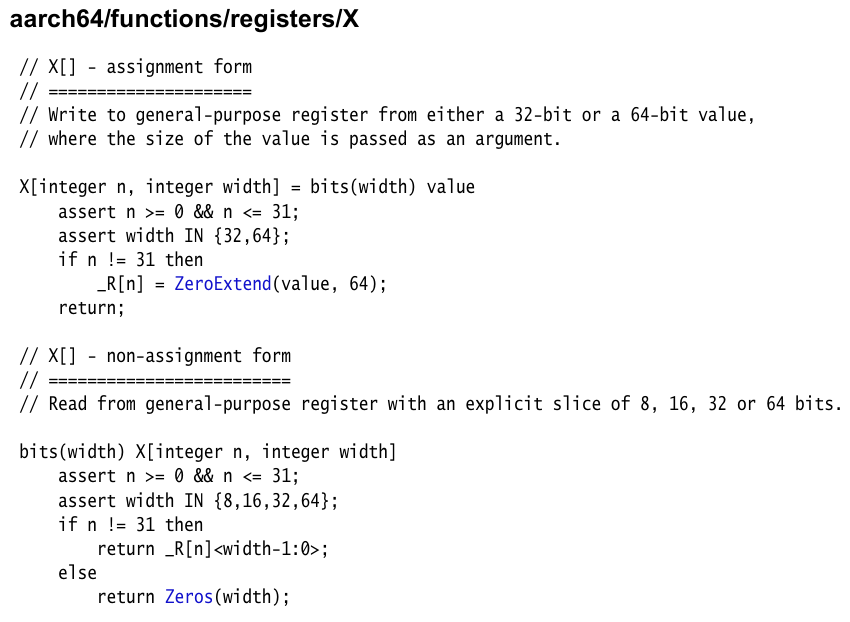 aarch64/functions/registers/X
// X[] - assignment form
// =====================
// Write to general-purpose register from either a 32-bit or a 64-bit value,
// where the size of the value is passed as an argument.
X[integer n, integer width] = bits(width) value
    assert n >= 0 && n <= 31;
    assert width IN {32,64};
    if n != 31 then
        _R[n] = ZeroExtend(value, 64);
    return;
// X[] - non-assignment form
// =========================
// Read from general-purpose register with an explicit slice of 8, 16, 32 or 64 bits.
bits(width) X[integer n, integer width]
    assert n >= 0 && n <= 31;
    assert width IN {8,16,32,64};
    if n != 31 then
        return _R[n]<width-1:0>;
    else
        return Zeros(width);